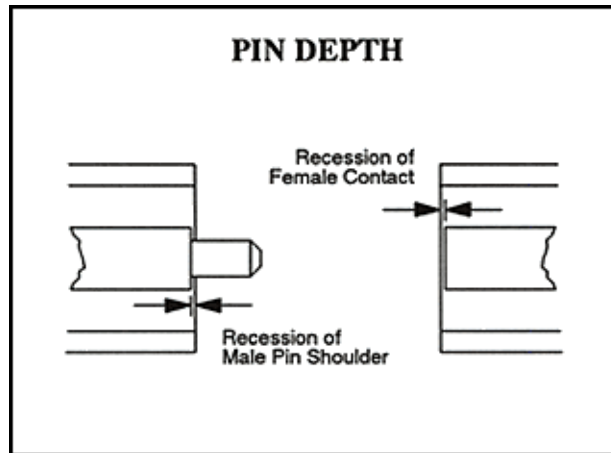 PIN DEPTH
Recession of
Female Contact
Recession of
Male Pin Shoulder